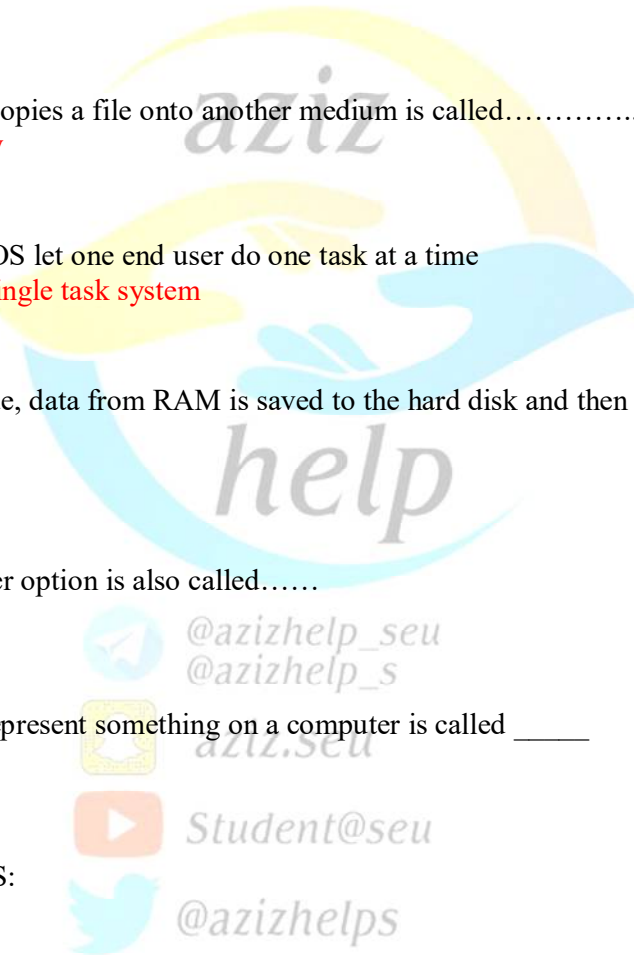 aziz
opies a file onto another medium is called…………..
y
OS let one end user do one task at a time
ingle task system
e, data from RAM is saved to the hard disk and then
help
er option is also called……
@azizhelp_seu
@azizhelp_s
present something on a computer is called _____
aziz.seu
Student@seu
S:
@azizhelps